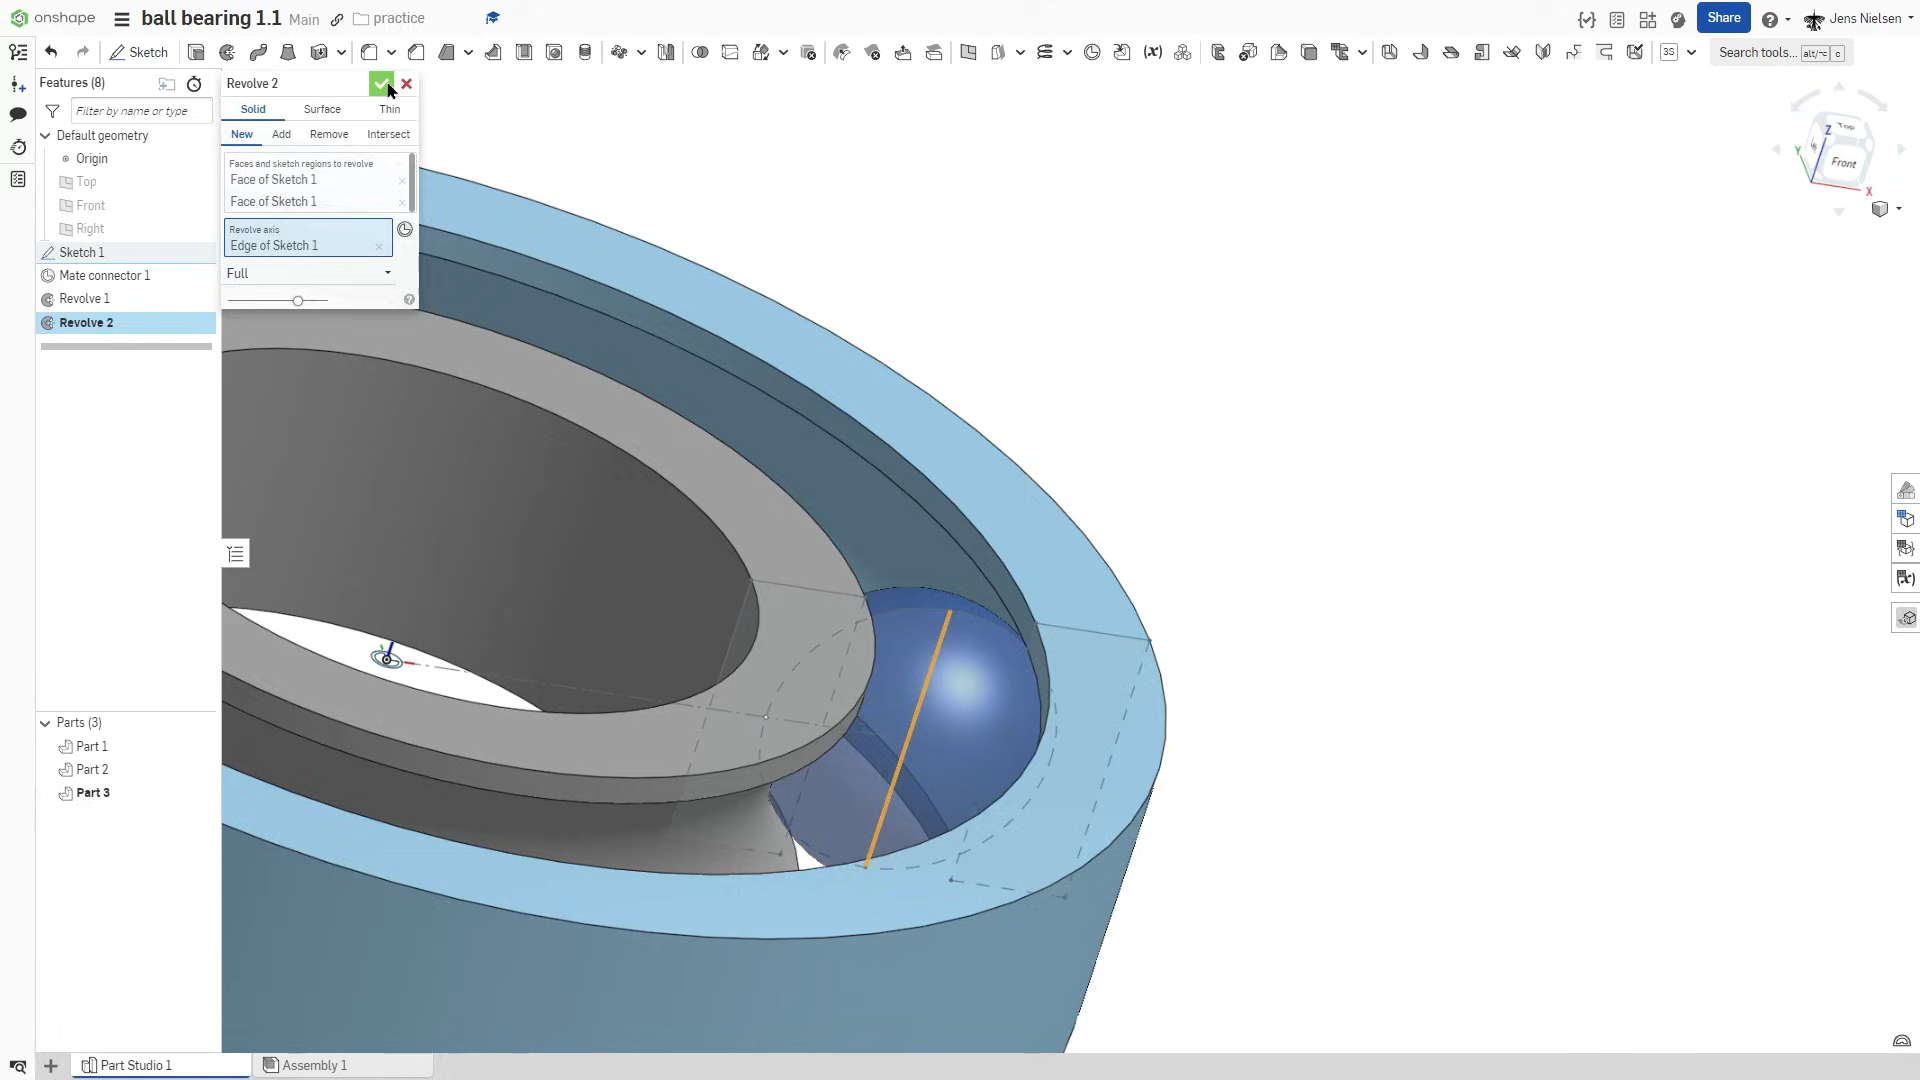 onshape
ball bearing 1.1 Main practice
Share
Jens Nielsen
Sketch
(x)
3S
Search tools... alt/⌥ c
Features (8)
Filter by name or type
Default geometry
Origin
Top
Front
Right
Sketch 1
Mate connector 1
Revolve 1
Revolve 2
Revolve 2
Solid Surface Thin
New Add Remove Intersect
Faces and sketch regions to revolve
Face of Sketch 1
Face of Sketch 1
Revolve axis
Edge of Sketch 1
Full
Top
Front
Z
Y
X
Parts (3)
Part 1
Part 2
Part 3
Part Studio 1
Assembly 1